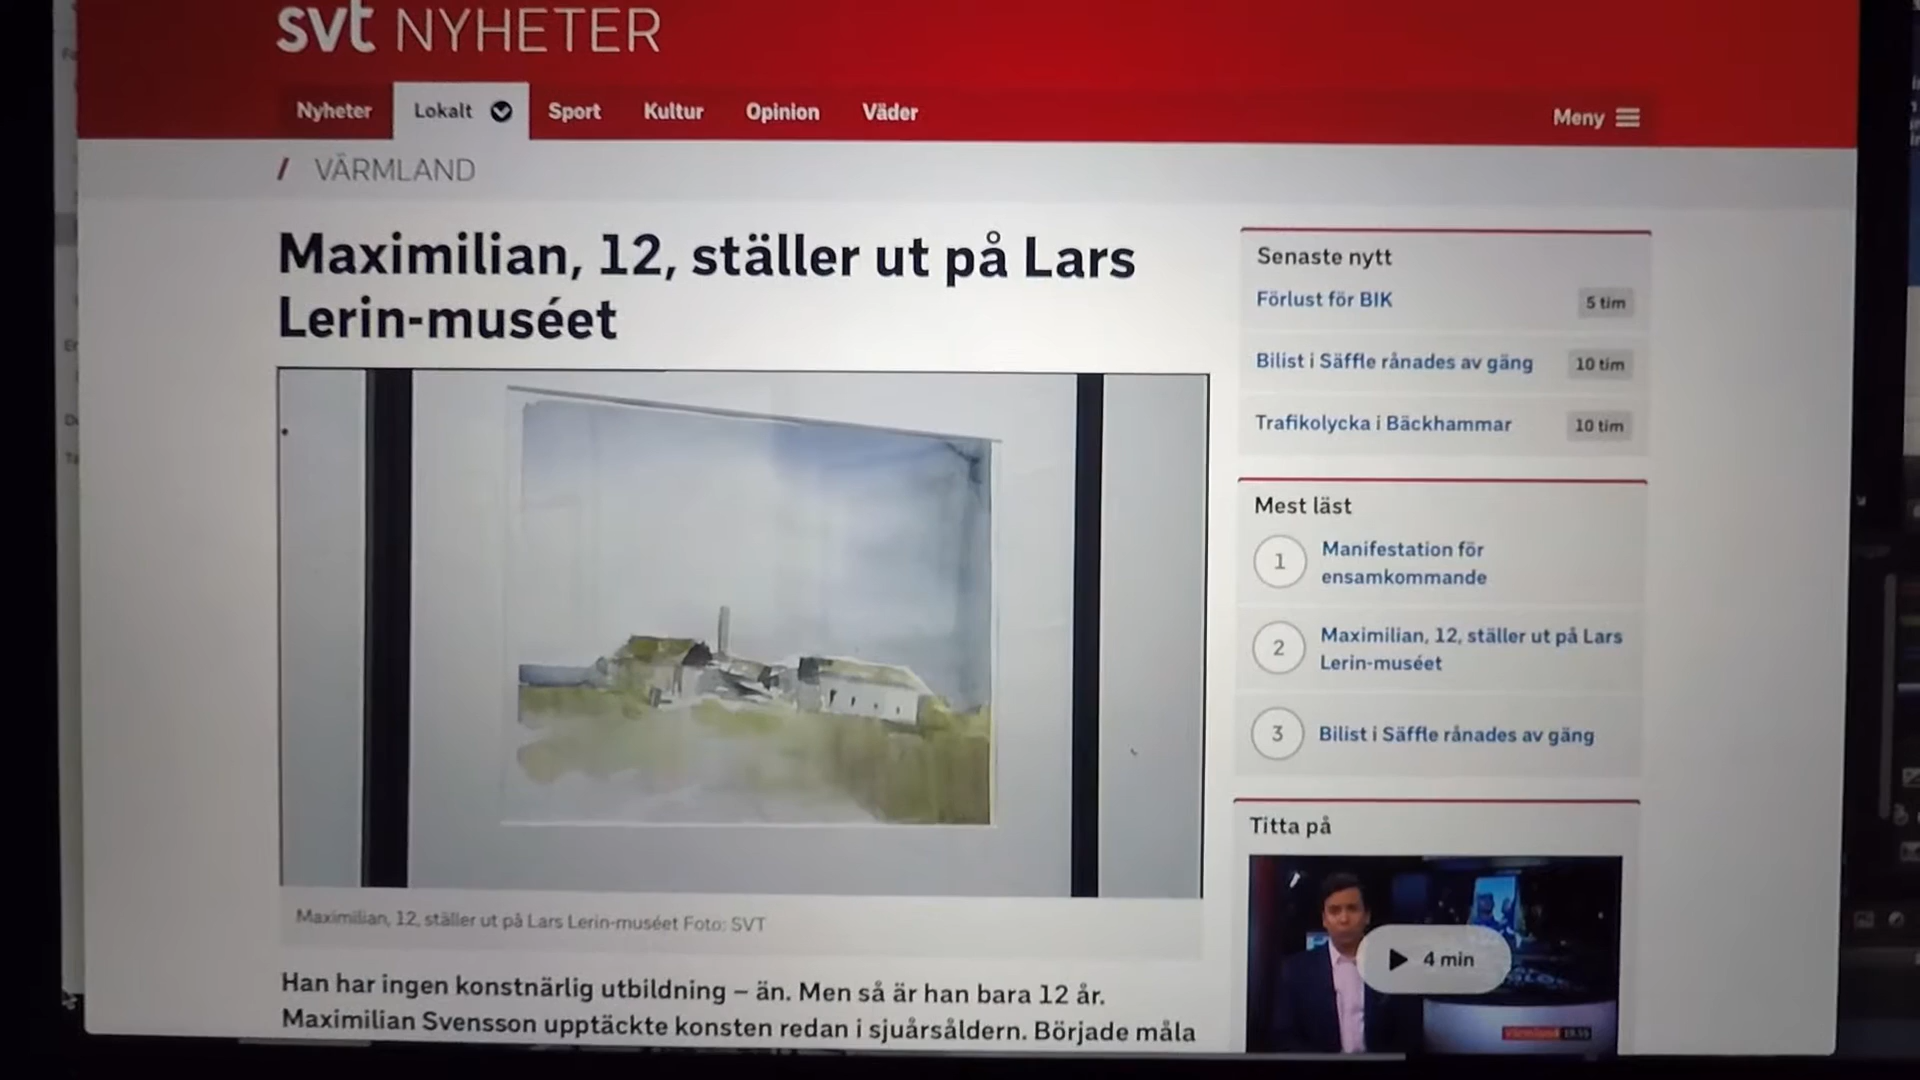 svt NYHETER
Nyheter
Lokalt
Sport
Kultur
Opinion
Väder
Meny
/ VÄRMLAND
Maximilian, 12, ställer ut på Lars
Lerin-muséet
Maximilian, 12, ställer ut på Lars Lerin-muséet Foto: SVT
Han har ingen konstnärlig utbildning – än. Men så är han bara 12 år.
Maximilian Svensson upptäckte konsten redan i sjuårsåldern. Började måla
Senaste nytt
Förlust för BIK 5 tim
Bilist i Säffle rånades av gäng 10 tim
Trafikolycka i Bäckhammar 10 tim
Mest läst
1 Manifestation för
ensamkommande
2 Maximilian, 12, ställer ut på Lars
Lerin-muséet
3 Bilist i Säffle rånades av gäng
Titta på
4 min
Värmland